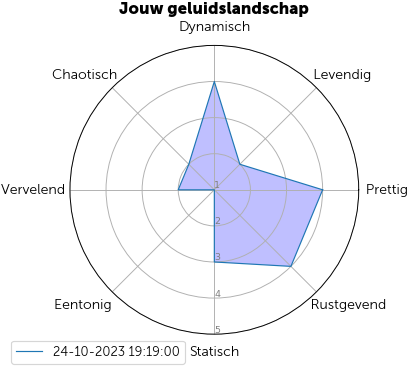 Jouw geluidslandschap
Dynamisch
Chaotisch
Levendig
Vervelend
1
Prettig
2
3
4
Eentonig
Rustgevend
5
24-10-2023 19:19:00
Statisch